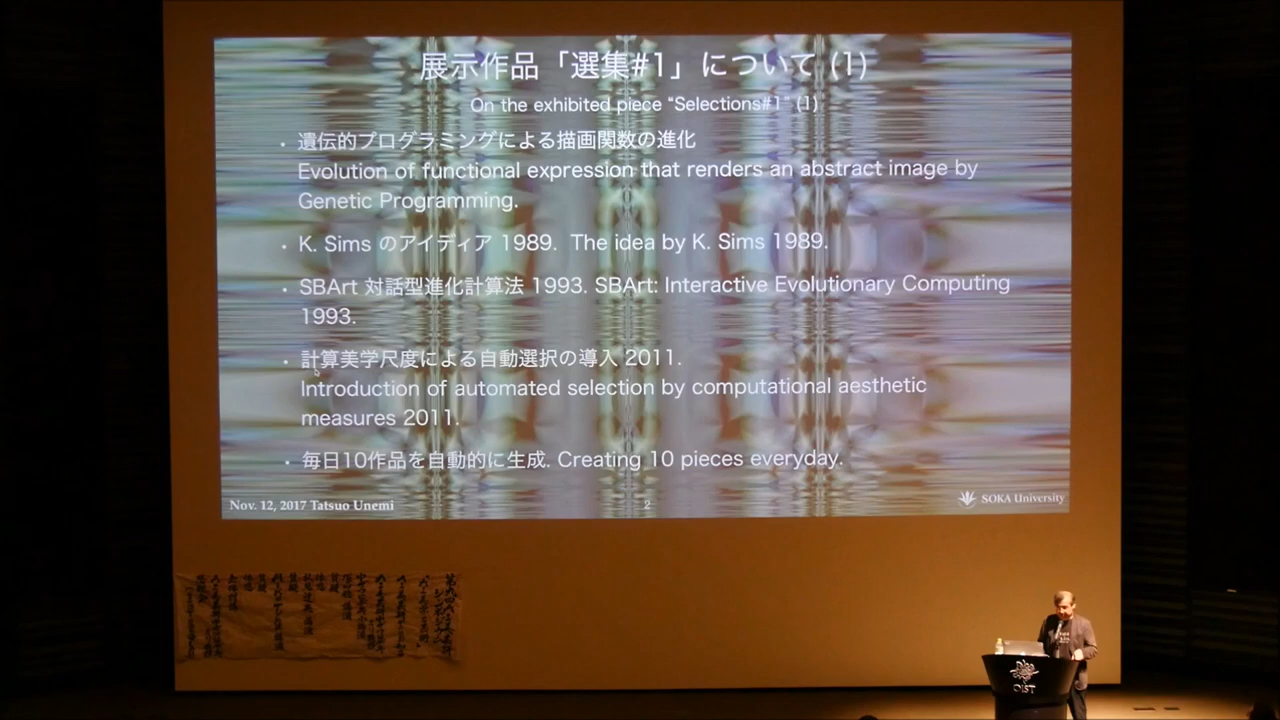 展示作品「選集#1」について (1)
On the exhibited piece “Selections#1” (1)
• 遺伝的プログラミングによる描画関数の進化
Evolution of functional expression that renders an abstract image by
Genetic Programming.
• K. Sims のアイディア 1989. The idea by K. Sims 1989.
• SBArt 対話型進化計算法 1993. SBArt: Interactive Evolutionary Computing
1993.
• 計算美学尺度による自動選択の導入 2011.
Introduction of automated selection by computational aesthetic
measures 2011.
• 毎日10作品を自動的に生成. Creating 10 pieces everyday.
Nov. 12, 2017 Tatsuo Unemi
2
SOKA University
OIST